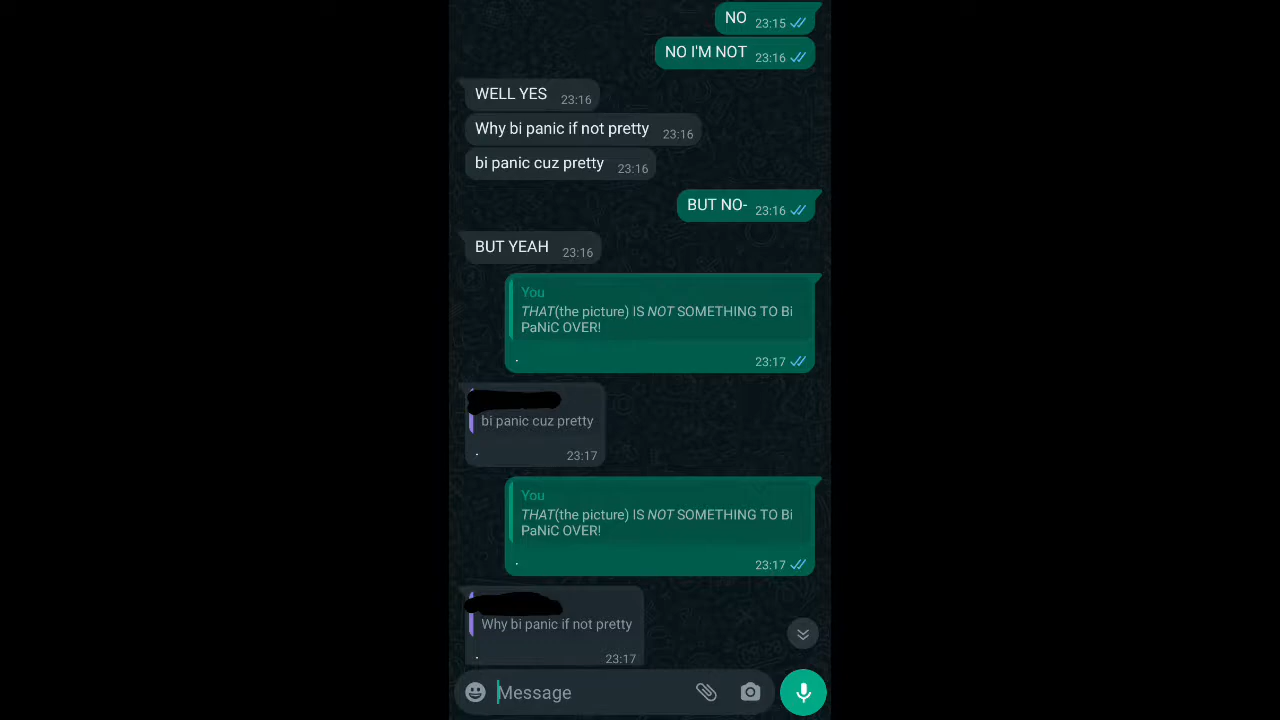 NO 23:15
NO I'M NOT 23:16
WELL YES 23:16
Why bi panic if not pretty 23:16
bi panic cuz pretty 23:16
BUT NO- 23:16
BUT YEAH 23:16
You
THAT(the picture) IS NOT SOMETHING TO Bi
PaNiC OVER!
. 23:17
bi panic cuz pretty
. 23:17
You
THAT(the picture) IS NOT SOMETHING TO Bi
PaNiC OVER!
. 23:17
Why bi panic if not pretty
. 23:17
Message